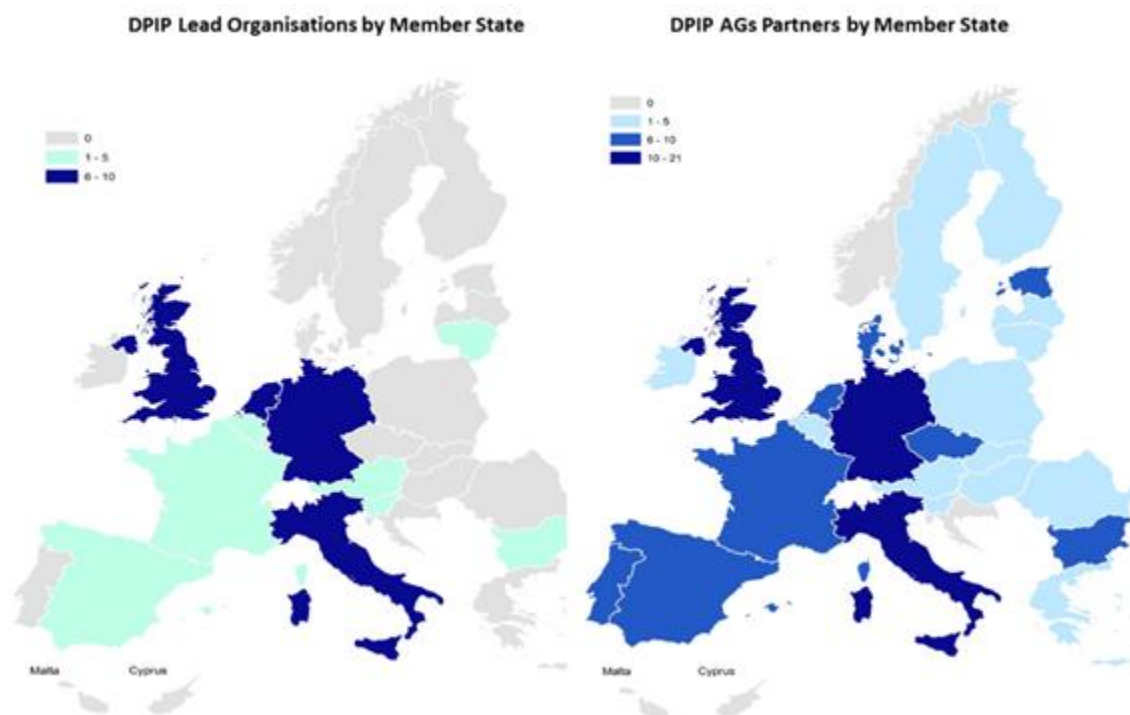 DPIP Lead Organisations by Member State
0
1 - 5
6 - 10
Malta Cyprus
DPIP AGs Partners by Member State
0
1 - 5
6 - 10
10 - 21
Malta Cyprus